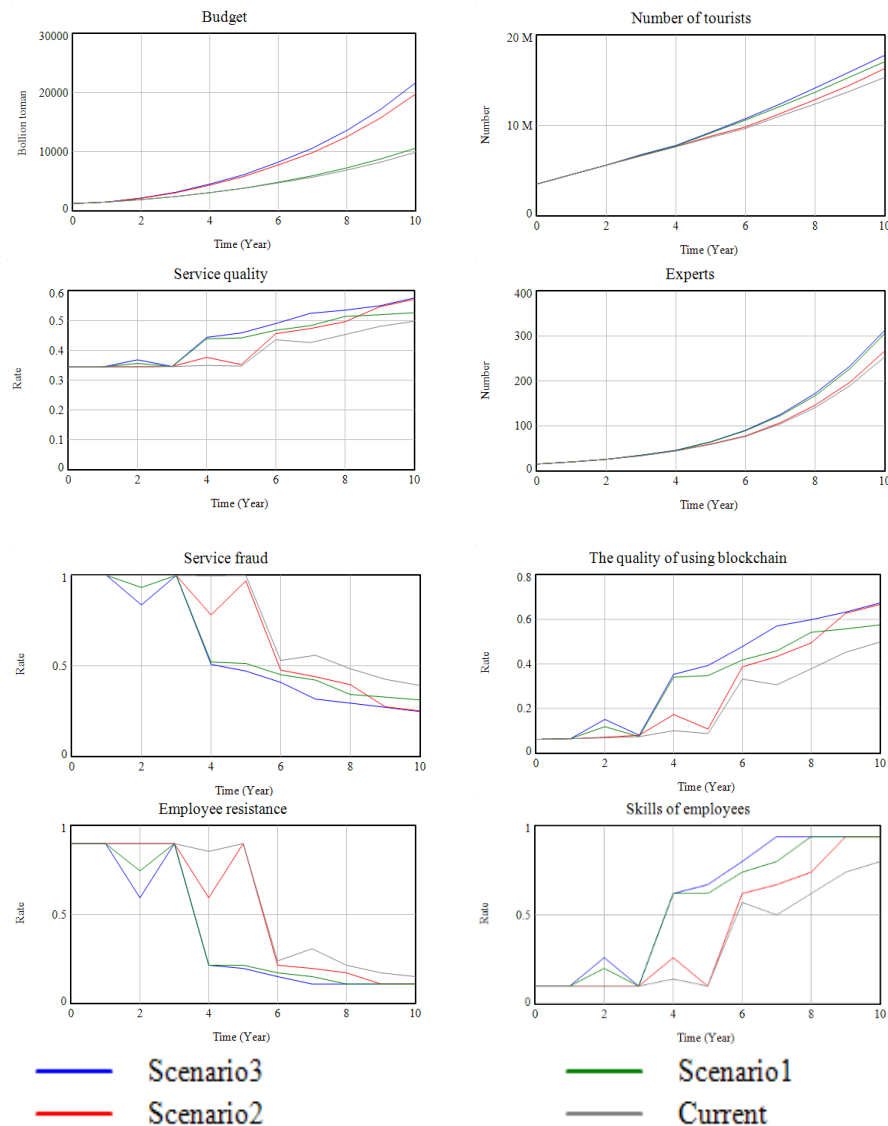 Budget
30000
20000
10000
0
Bollion toman
0 2 4 6 8 10
Time (Year)
Number of tourists
20 M
10 M
0
Number
0 2 4 6 8 10
Time (Year)
Service quality
0.6
0.5
0.4
0.3
0.2
0.1
0
Rate
0 2 4 6 8 10
Time (Year)
Experts
400
300
200
100
0
Number
0 2 4 6 8 10
Time (Year)
Service fraud
1
0.5
0
Rate
0 2 4 6 8 10
Time (Year)
The quality of using blockchain
0.8
0.6
0.4
0.2
0
Rate
0 2 4 6 8 10
Time (Year)
Employee resistance
1
0.5
0
Rate
0 2 4 6 8 10
Time (Year)
Skills of employees
1
0.5
0
Rate
0 2 4 6 8 10
Time (Year)
Scenario3
Scenario1
Scenario2
Current